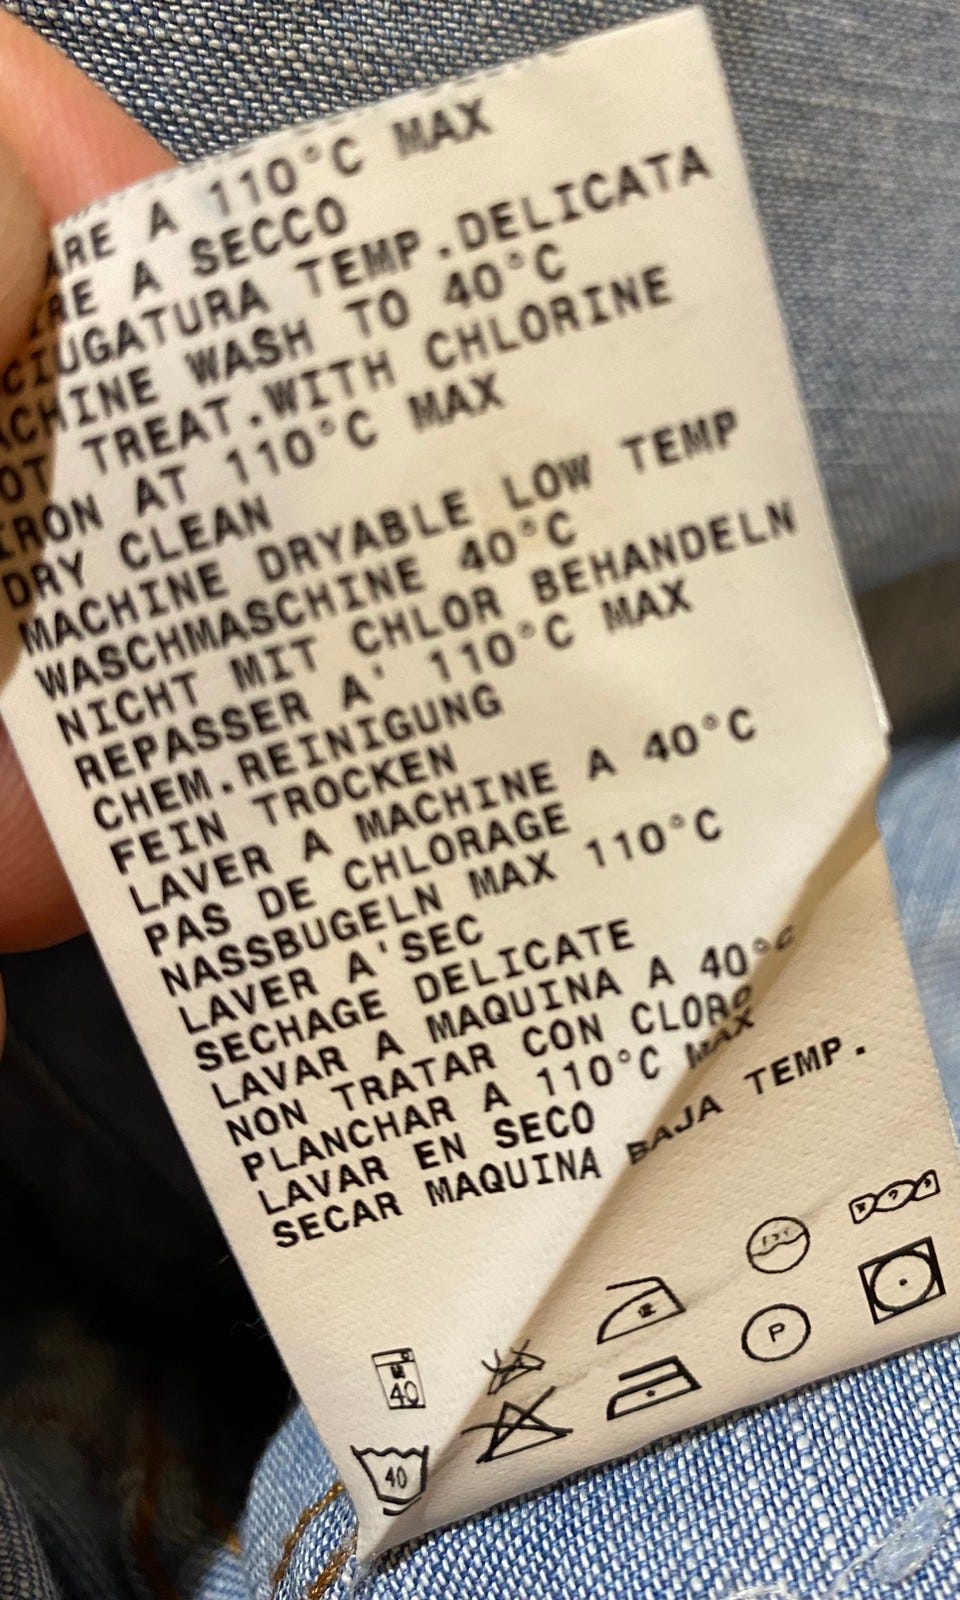 ARE A 110°C MAX
RE A SECCO
CIUGATURA TEMP.DELICATA
ACHINE WASH TO 40°C
OT TREAT.WITH CHLORINE
IRON AT 110°C MAX
DRY CLEAN
MACHINE DRYABLE LOW TEMP
WASCHMASCHINE 40°C
NICHT MIT CHLOR BEHANDELN
REPASSER A' 110°C MAX
CHEM.REINIGUNG
FEIN TROCKEN
LAVER A MACHINE A 40°C
PAS DE CHLORAGE
NASSBUGELN MAX 110°C
LAVER A'SEC
SECHAGE DELICATE
LAVAR A MAQUINA A 40°C
NON TRATAR CON CLORO
PLANCHAR A 110°C MAX
LAVAR EN SECO
SECAR MAQUINA BAJA TEMP.
40
40 P